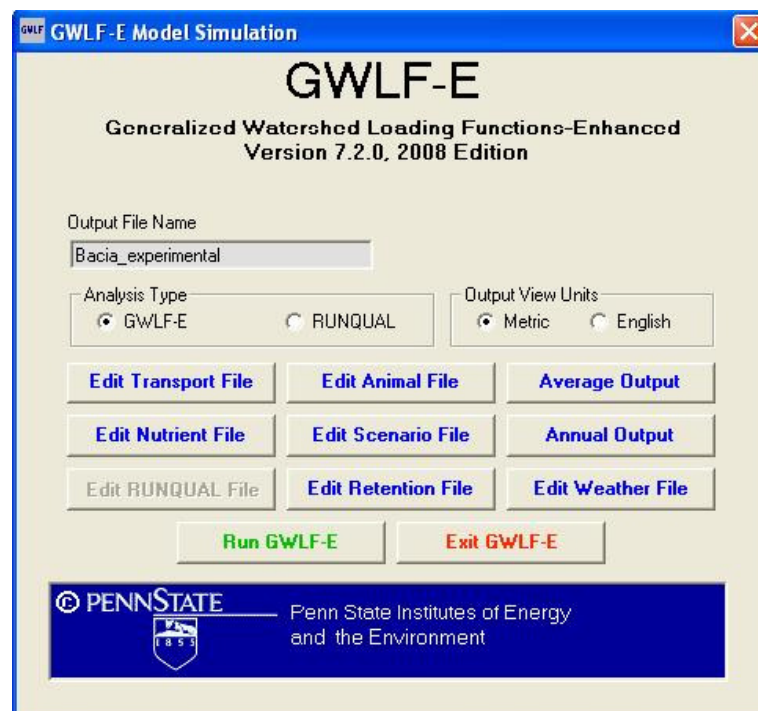 GWLF GWLF-E Model Simulation
GWLF-E
Generalized Watershed Loading Functions-Enhanced
Version 7.2.0, 2008 Edition
Output File Name
Bacia_experimental
Analysis Type
GWLF-E RUNQUAL
Output View Units
Metric English
Edit Transport File Edit Animal File Average Output
Edit Nutrient File Edit Scenario File Annual Output
Edit RUNQUAL File Edit Retention File Edit Weather File
Run GWLF-E Exit GWLF-E
© PENNSTATE
1855
Penn State Institutes of Energy
and the Environment